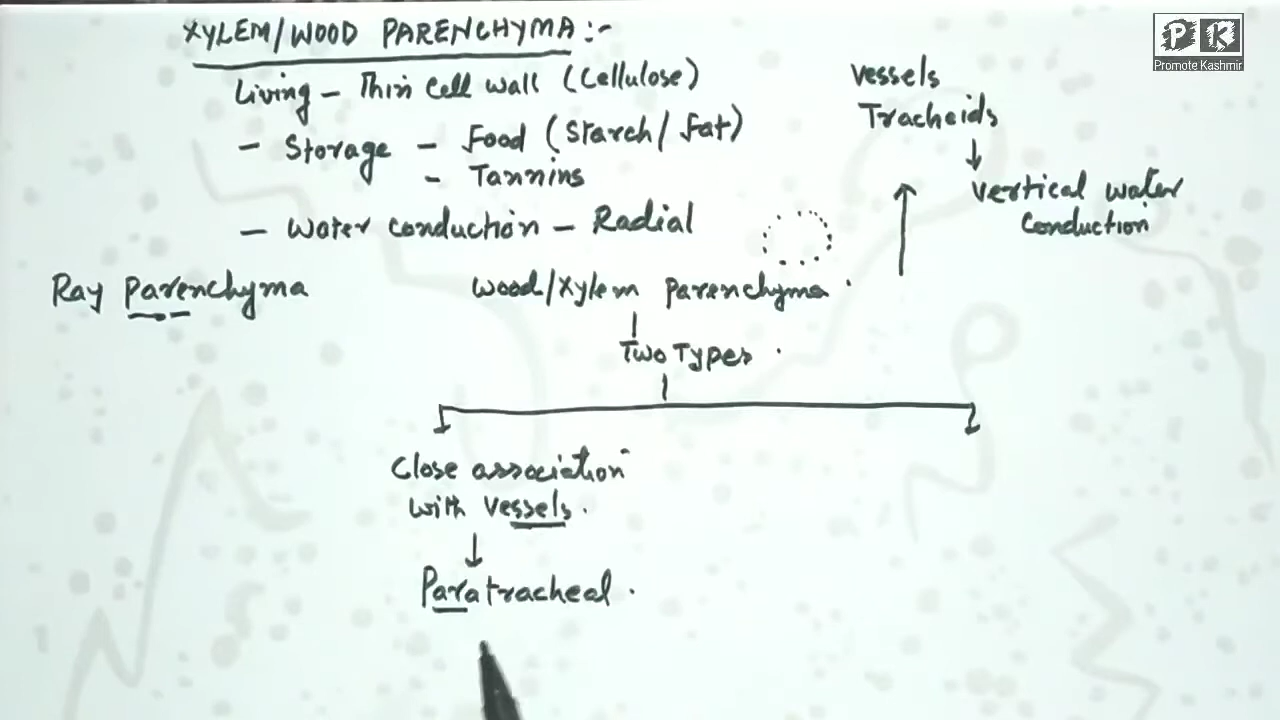 XYLEM/WOOD PARENCHYMA :-
Living - Thin Cell wall (Cellulose)
- Storage - Food (Starch/Fat)
- Tannins
- Water conduction - Radial
Vessels
Tracheids
Vertical water
Conduction
Ray Parenchyma
Wood/Xylem Parenchyma.
Two Types.
Close association
with Vessels.
Paratracheal.
PK
Promote Kashmir